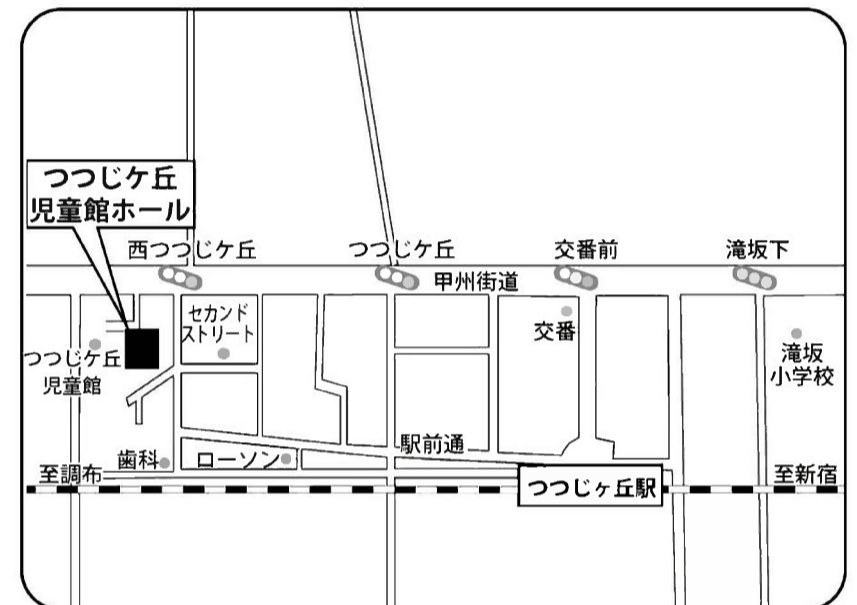 つつじケ丘
児童館ホール
西つつじケ丘
つつじケ丘
交番前
滝坂下
甲州街道
セカンド
ストリート
交番
つつじケ丘
児童館
滝坂
小学校
駅前通
歯科
ローソン
至調布
つつじヶ丘駅
至新宿